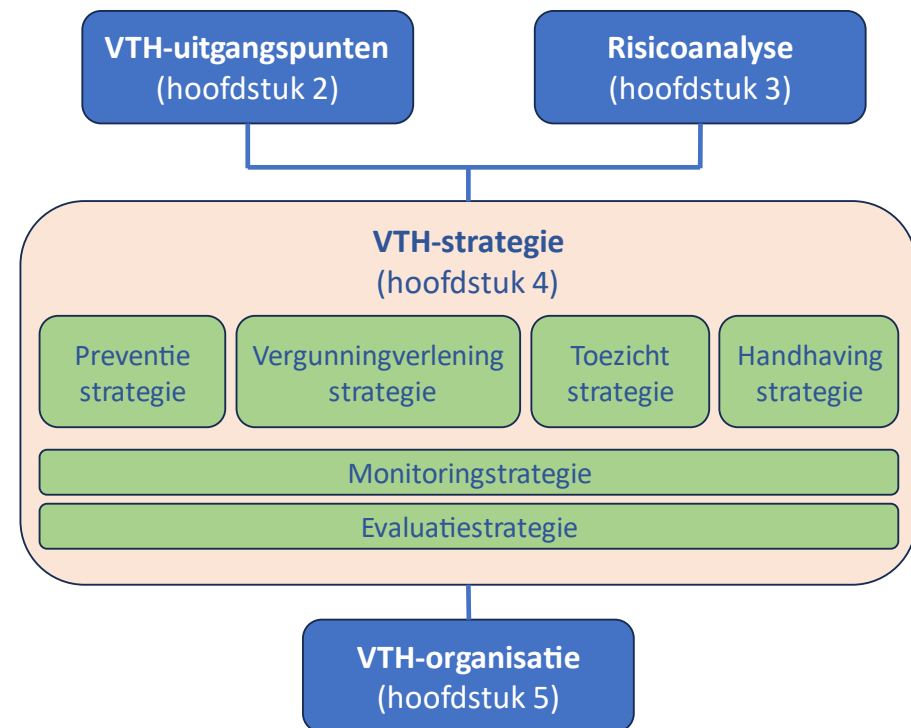 VTH-uitgangspunten
(hoofdstuk 2)
Risicoanalyse
(hoofdstuk 3)
VTH-strategie
(hoofdstuk 4)
Preventie
strategie
Vergunningverlening
strategie
Toezicht
strategie
Handhaving
strategie
Monitoringstrategie
Evaluatiestrategie
VTH-organisatie
(hoofdstuk 5)